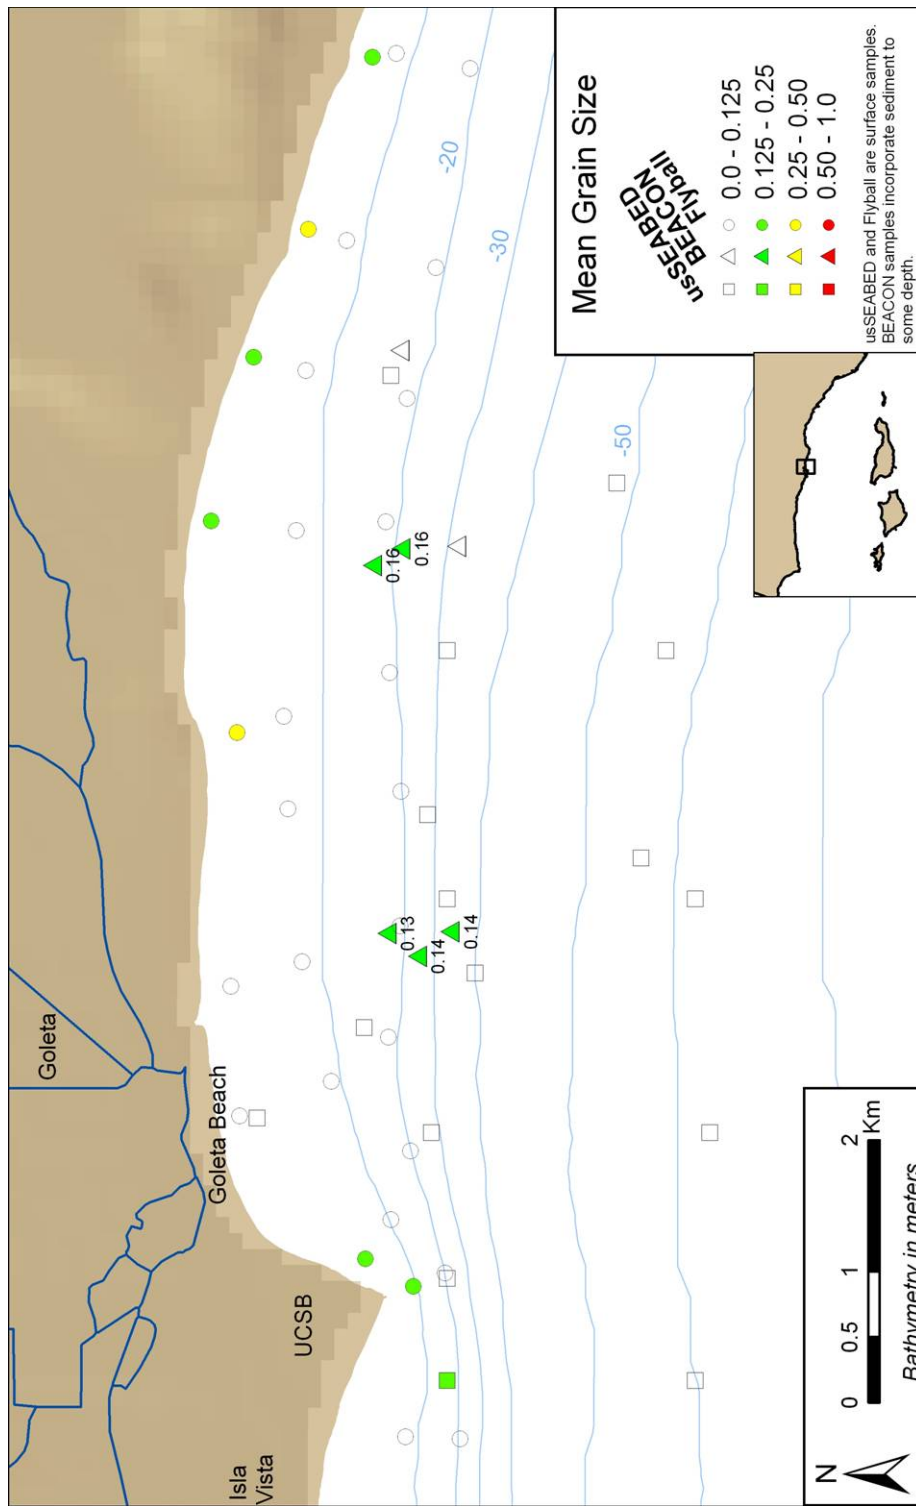 Goleta
Goleta Beach
UCSB
Isla
Vista
-20
-30
-50
0.16
0.16
0.13
0.14
0.14
N
0 0.5 1 2
Km
Bathymetry in meters
Mean Grain Size
usSEABED
BEACON
Flyball
0.0 - 0.125
0.125 - 0.25
0.25 - 0.50
0.50 - 1.0
usSEABED and Flyball are surface samples.
BEACON samples incorporate sediment to
some depth.